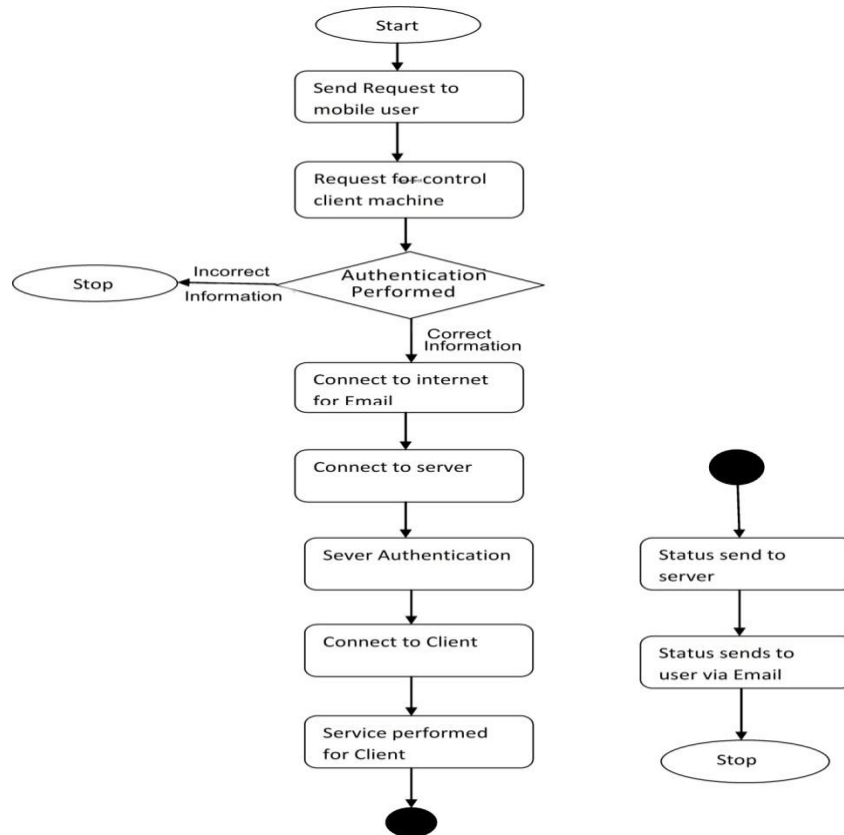 Start
Send Request to
mobile user
Request for control
client machine
Authentication
Performed
Incorrect
Information
Stop
Correct
Information
Connect to internet
for Email
Connect to server
Sever Authentication
Connect to Client
Service performed
for Client
Status send to
server
Status sends to
user via Email
Stop